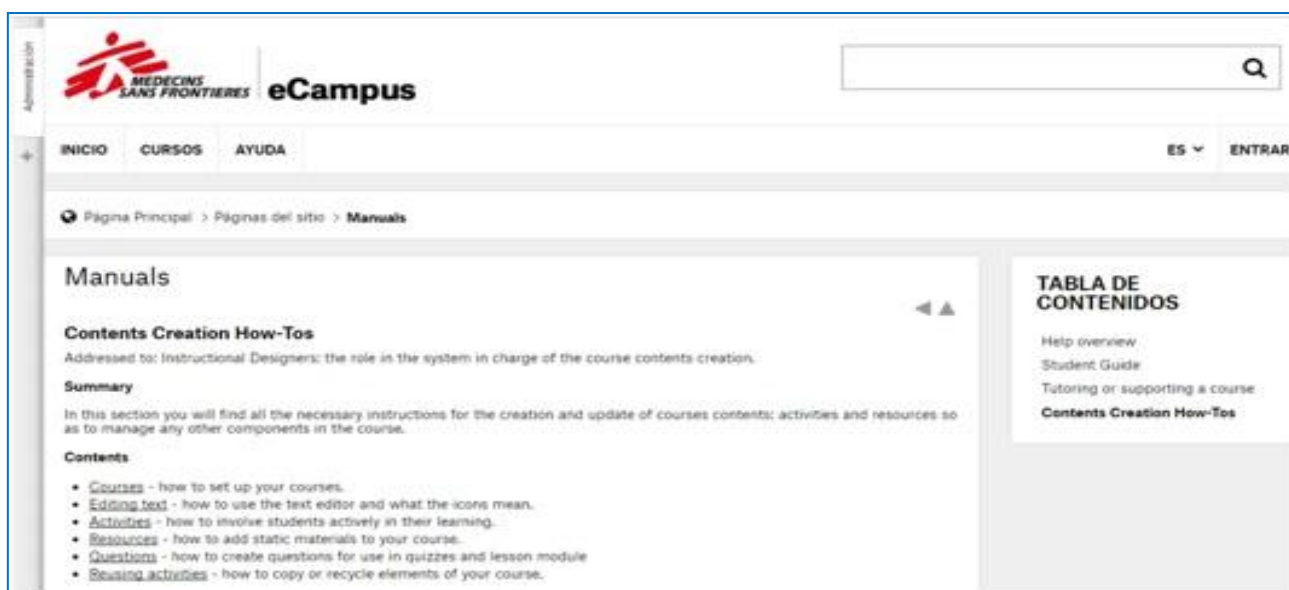 Administración
MEDECINS
SANS FRONTIERES
eCampus
INICIO CURSOS AYUDA
ES ENTRAR
Página Principal > Páginas del sitio > Manuals
Manuals
Contents Creation How-Tos
Addressed to: Instructional Designers: the role in the system in charge of the course contents creation.
Summary
In this section you will find all the necessary instructions for the creation and update of courses contents; activities and resources so
as to manage any other components in the course.
Contents
• Courses - how to set up your courses.
• Editing text - how to use the text editor and what the icons mean.
• Activities - how to involve students actively in their learning.
• Resources - how to add static materials to your course.
• Questions - how to create questions for use in quizzes and lesson module
• Reusing activities - how to copy or recycle elements of your course.
TABLA DE
CONTENIDOS
Help overview
Student Guide
Tutoring or supporting a course
Contents Creation How-Tos